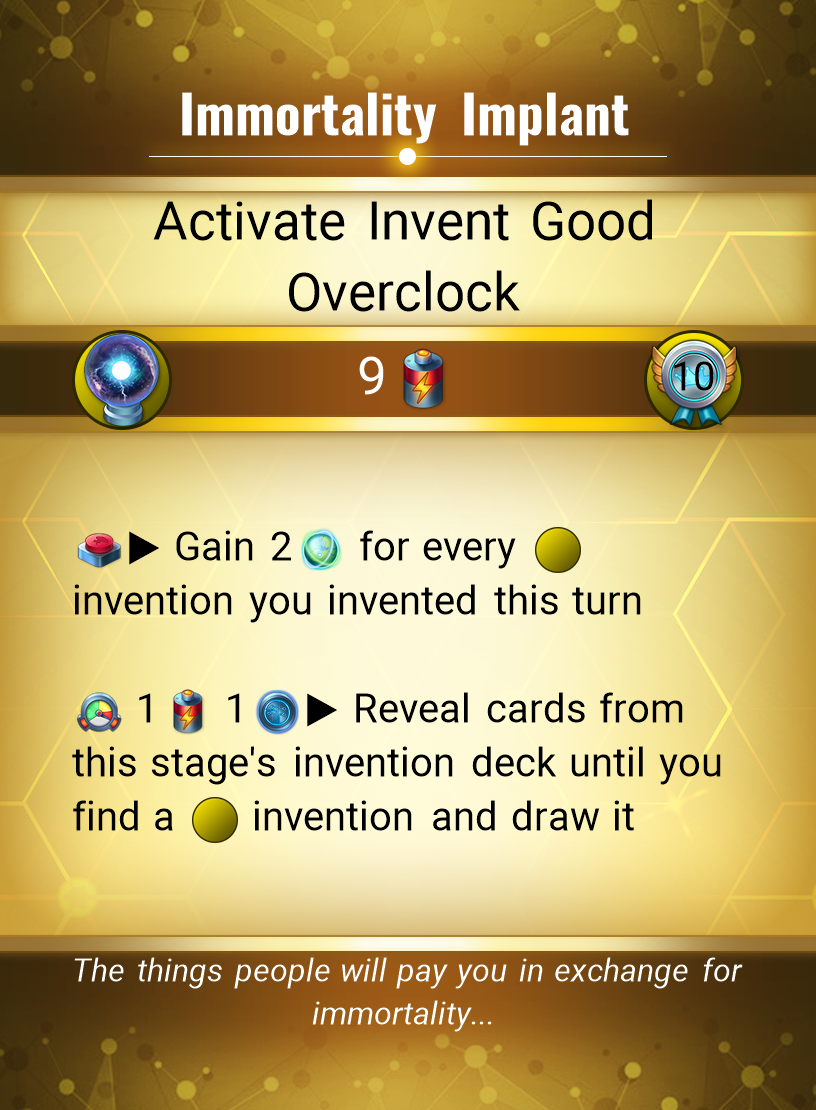 Immortality Implant
Activate Invent Good
Overclock
9
10
▶ Gain 2 for every
invention you invented this turn
1 1 ▶ Reveal cards from
this stage's invention deck until you
find a invention and draw it
The things people will pay you in exchange for
immortality...